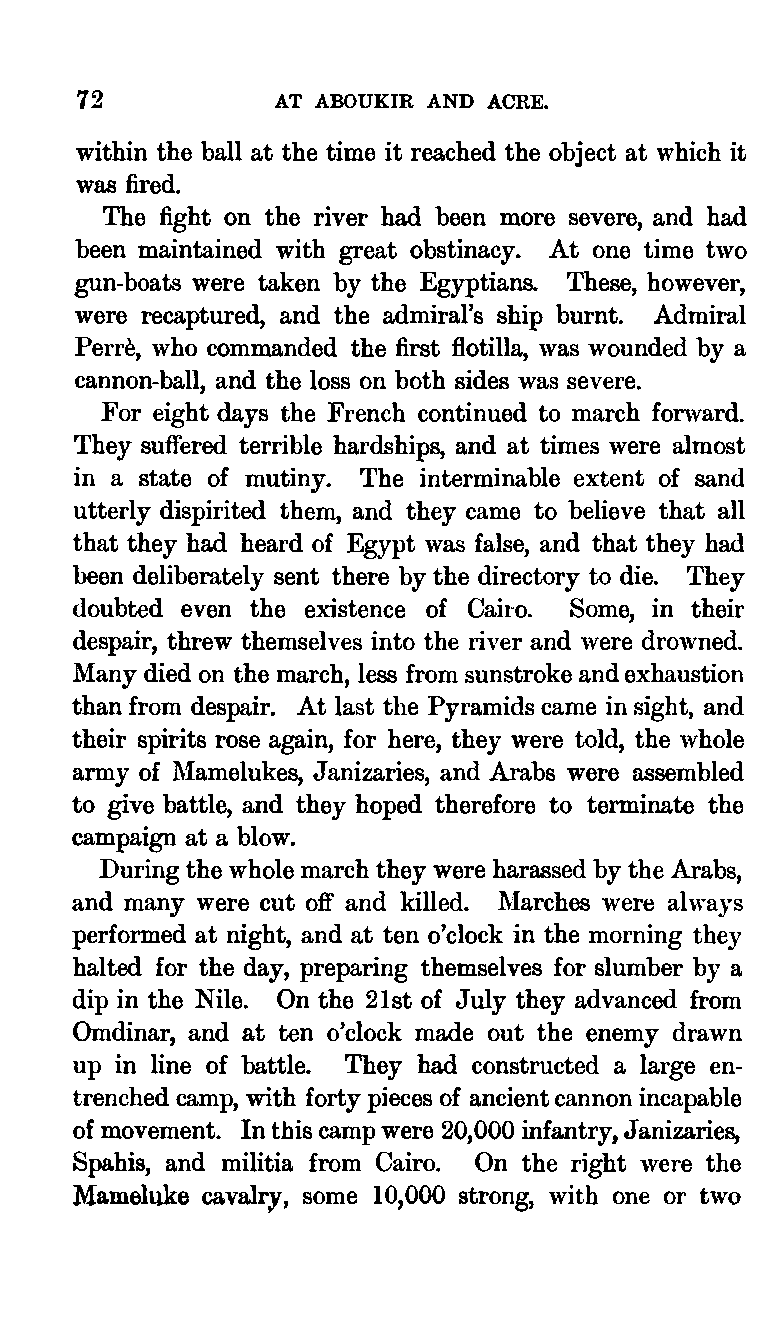 72 AT ABOUKIR AND ACRE.
within the ball at the time it reached the object at which it
was fired.
The fight on the river had been more severe, and had
been maintained with great obstinacy. At one time two
gun-boats were taken by the Egyptians. These, however,
were recaptured, and the admiral's ship burnt. Admiral
Perrè, who commanded the first flotilla, was wounded by a
cannon-ball, and the loss on both sides was severe.
For eight days the French continued to march forward.
They suffered terrible hardships, and at times were almost
in a state of mutiny. The interminable extent of sand
utterly dispirited them, and they came to believe that all
that they had heard of Egypt was false, and that they had
been deliberately sent there by the directory to die. They
doubted even the existence of Cairo. Some, in their
despair, threw themselves into the river and were drowned.
Many died on the march, less from sunstroke and exhaustion
than from despair. At last the Pyramids came in sight, and
their spirits rose again, for here, they were told, the whole
army of Mamelukes, Janizaries, and Arabs were assembled
to give battle, and they hoped therefore to terminate the
campaign at a blow.
During the whole march they were harassed by the Arabs,
and many were cut off and killed. Marches were always
performed at night, and at ten o'clock in the morning they
halted for the day, preparing themselves for slumber by a
dip in the Nile. On the 21st of July they advanced from
Omdinar, and at ten o'clock made out the enemy drawn
up in line of battle. They had constructed a large en-
trenched camp, with forty pieces of ancient cannon incapable
of movement. In this camp were 20,000 infantry, Janizaries,
Spahis, and militia from Cairo. On the right were the
Mameluke cavalry, some 10,000 strong, with one or two